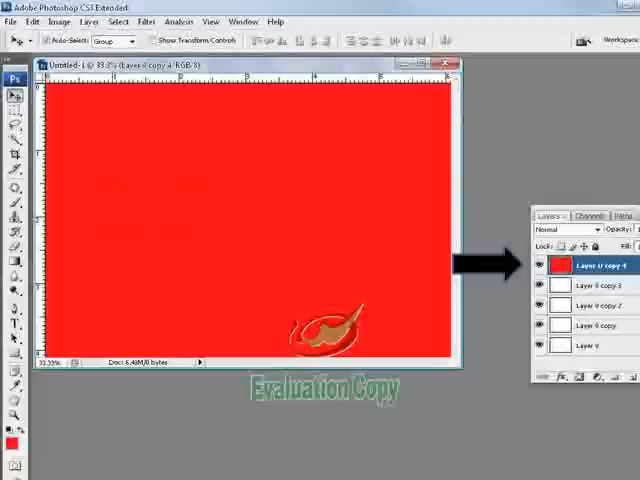 Adobe Photoshop CS3 Extended
File Edit Image Layer Select Filter Analysis View Window Help
Auto-Select: Group Show Transform Controls Workspace
Untitled-1 @ 33.3% (Layer 0 copy 4, RGB/8)
Layers Channels Paths
Normal Opacity:
Lock: Fill:
Layer 0 copy 4
Layer 0 copy 3
Layer 0 copy 2
Layer 0 copy
Layer 0
33.33% Doc: 6.49M/0 bytes
Evaluation Copy